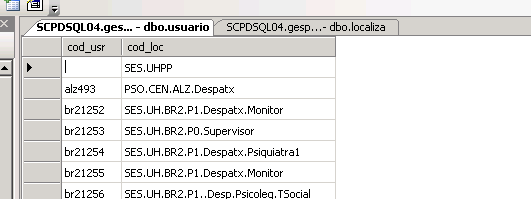 SCPDSQL04.ges... - dbo.usuario SCPDSQL04.gesp...- dbo.localiza
cod_usr cod_loc
SES.UHPP
alz493 PSO.CEN.ALZ.Despatx
br21252 SES.UH.BR2.P1.Despatx.Monitor
br21253 SES.UH.BR2.P0.Supervisor
br21254 SES.UH.BR2.P1.Despatx.Psiquiatra1
br21255 SES.UH.BR2.P1.Despatx.Monitor
br21256 SES.UH.BR2.P1..Desp.Psicoleg.TSocial